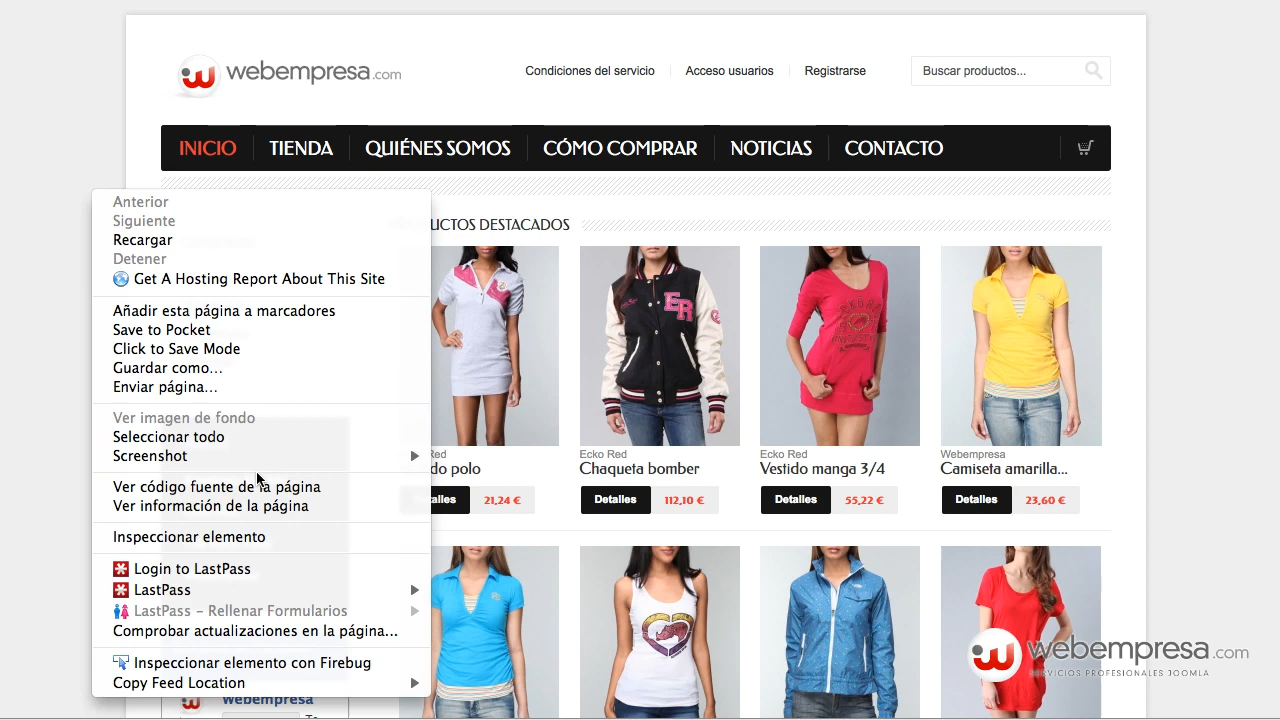 webempresa.com
Condiciones del servicio
Acceso usuarios
Registrarse
Buscar productos...
INICIO
TIENDA
QUIÉNES SOMOS
CÓMO COMPRAR
NOTICIAS
CONTACTO
UCTOS DESTACADOS
Anterior
Siguiente
Recargar
Detener
Get A Hosting Report About This Site
Añadir esta página a marcadores
Save to Pocket
Click to Save Mode
Guardar como...
Enviar página...
Ver imagen de fondo
Seleccionar todo
Screenshot
Ver código fuente de la página
Ver información de la página
Inspeccionar elemento
Login to LastPass
LastPass
LastPass – Rellenar Formularios
Comprobar actualizaciones en la página...
Inspeccionar elemento con Firebug
Copy Feed Location
ER
Red
do polo
alles
21,24 €
Ecko Red
Chaqueta bomber
Detalles
112,10 €
Ecko Red
Vestido manga 3/4
Detalles
55,22 €
Webempresa
Camiseta amarilla...
Detalles
23,60 €
webempresa.com
SERVICIOS PROFESIONALES JOOMLA
Webempresa